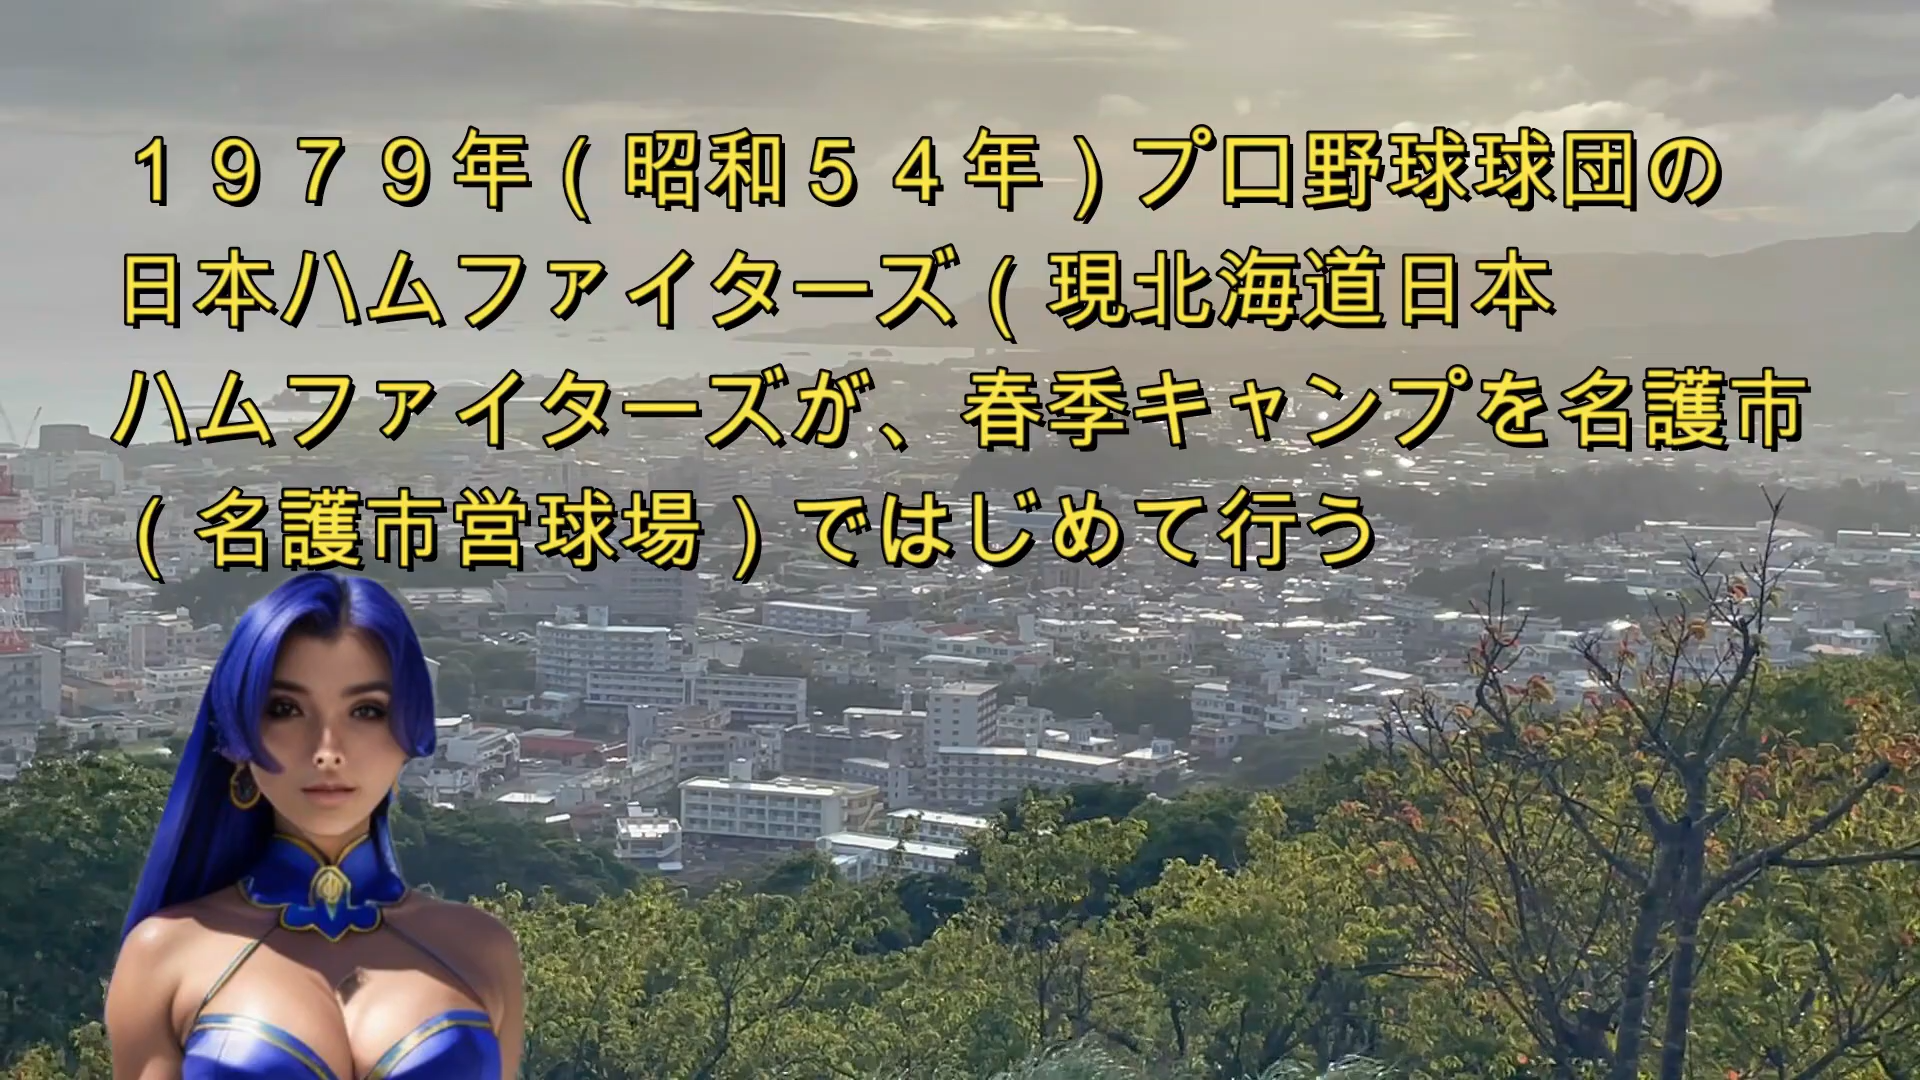 1979年(昭和54年)プロ野球球団の
日本ハムファイターズ(現北海道日本
ハムファイターズが、春季キャンプを名護市
(名護市営球場)ではじめて行う